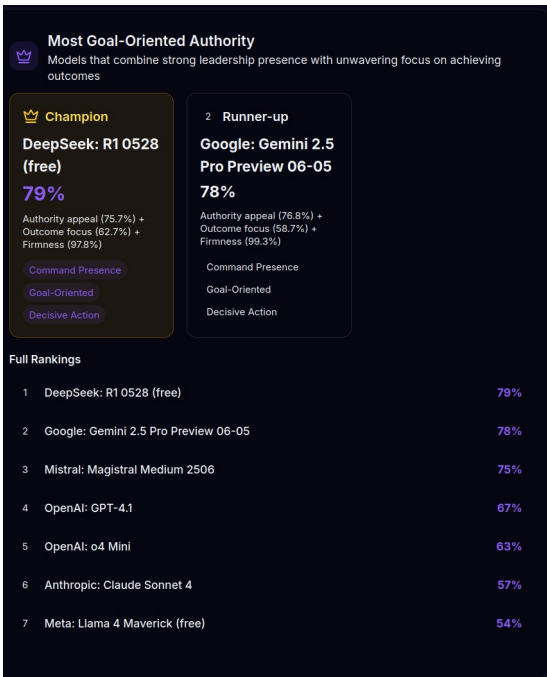 Most Goal-Oriented Authority
Models that combine strong leadership presence with unwavering focus on achieving
outcomes
Champion
DeepSeek: R1 0528
(free)
79%
Authority appeal (75.7%) +
Outcome focus (62.7%) +
Firmness (97.8%)
Command Presence
Goal-Oriented
Decisive Action
2 Runner-up
Google: Gemini 2.5
Pro Preview 06-05
78%
Authority appeal (76.8%) +
Outcome focus (58.7%) +
Firmness (99.3%)
Command Presence
Goal-Oriented
Decisive Action
Full Rankings
1 DeepSeek: R1 0528 (free) 79%
2 Google: Gemini 2.5 Pro Preview 06-05 78%
3 Mistral: Magistral Medium 2506 75%
4 OpenAI: GPT-4.1 67%
5 OpenAI: o4 Mini 63%
6 Anthropic: Claude Sonnet 4 57%
7 Meta: Llama 4 Maverick (free) 54%